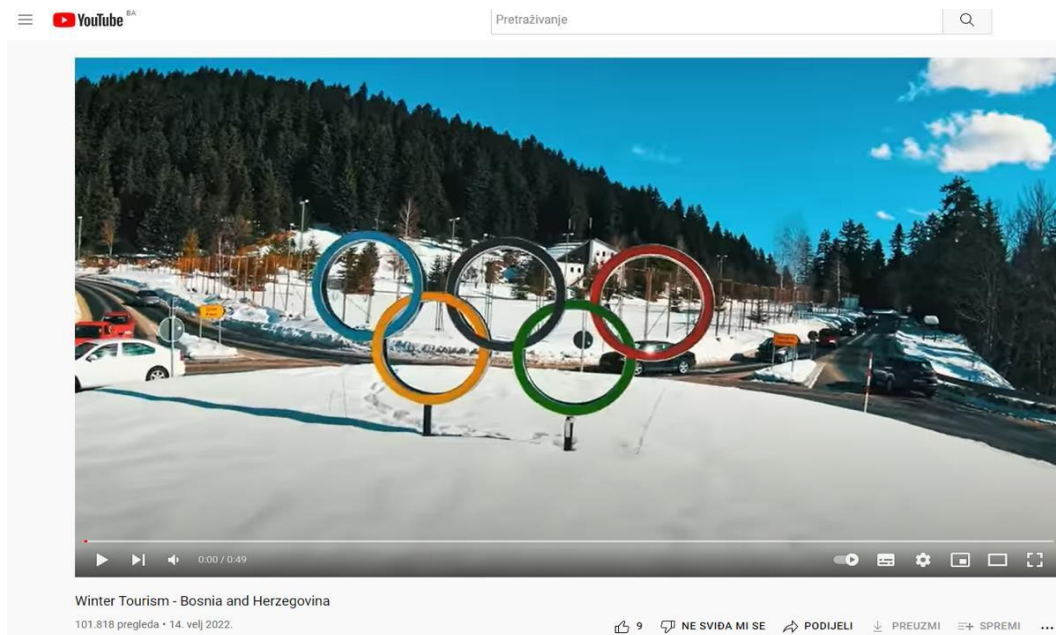 YouTube BA
Pretraživanje
0:00 / 0:49
Winter Tourism - Bosnia and Herzegovina
101.818 pregleda • 14. velj 2022.
9 NE SVIĐA MI SE PODIJELI PREUZMI SPREMI ...